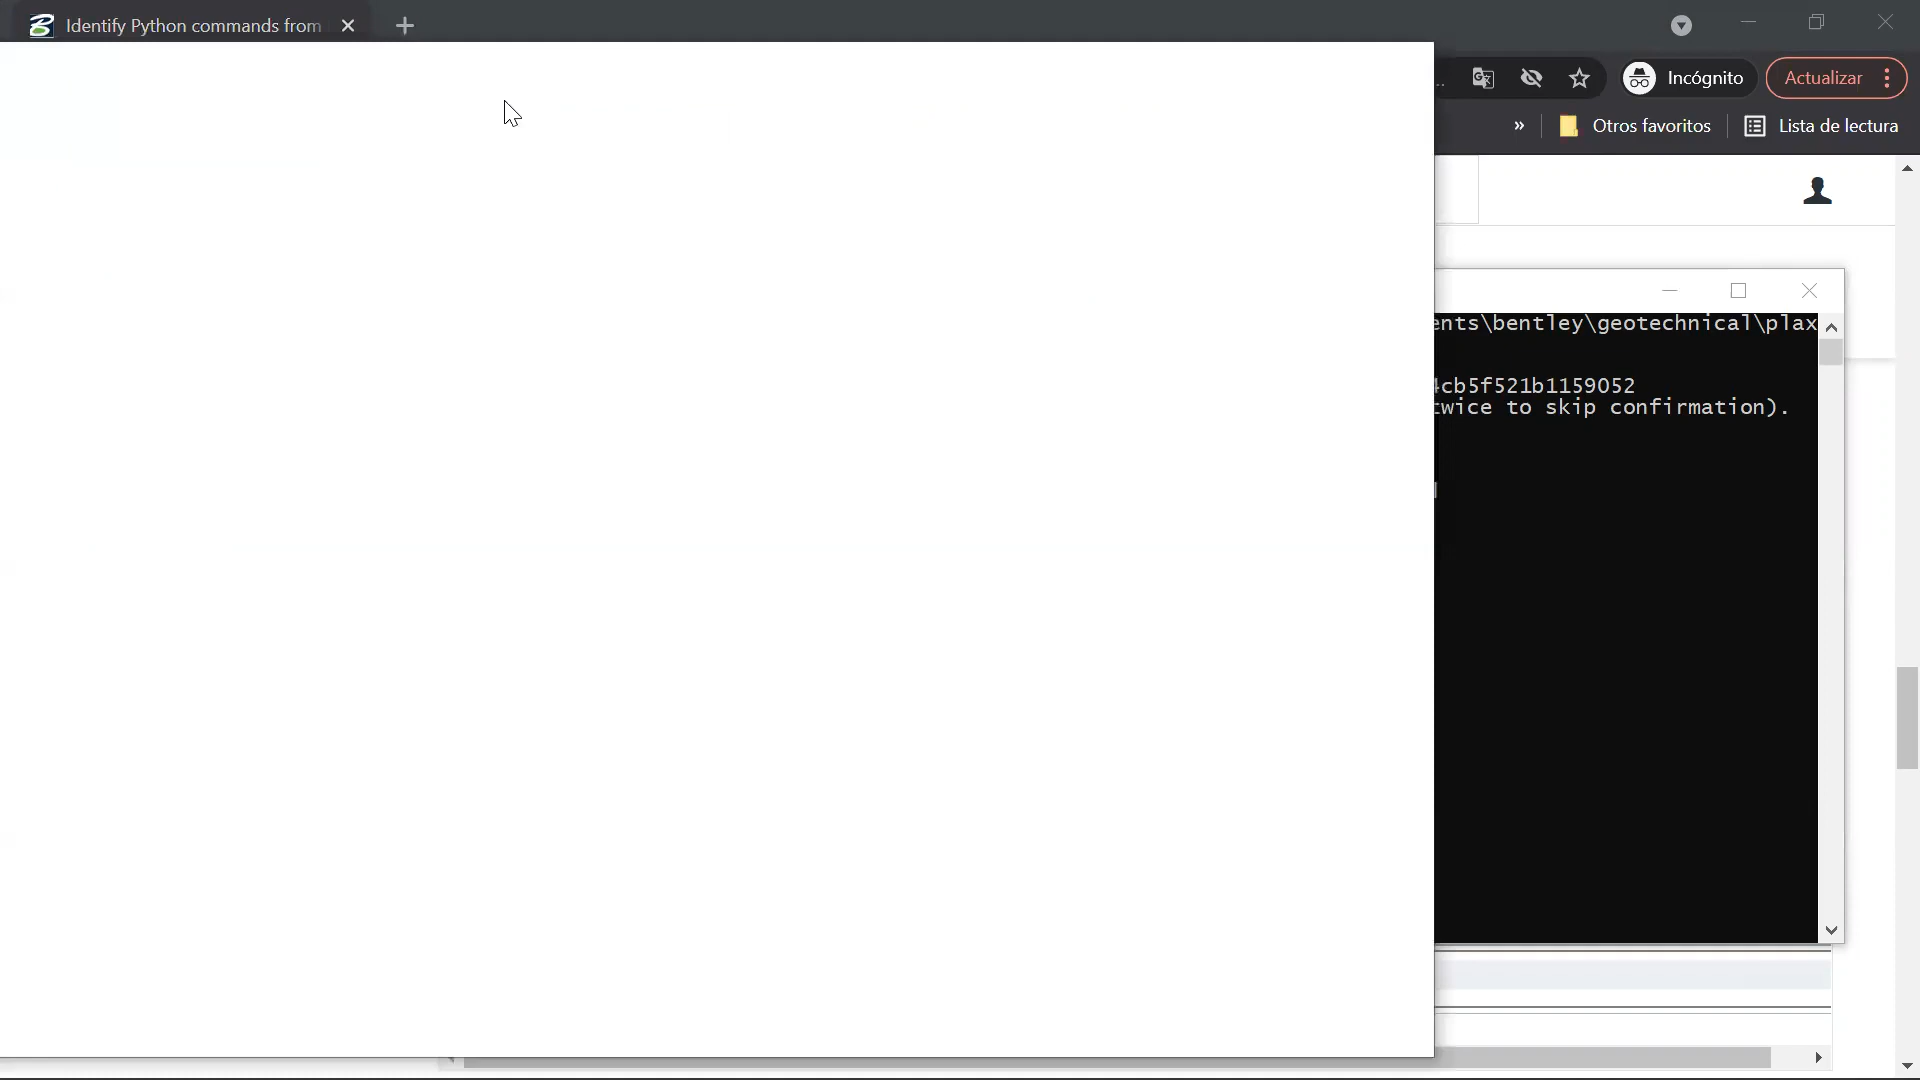 Identify Python commands from
Incógnito
Actualizar
»
Otros favoritos
Lista de lectura
ents\bentley\geotechnical\plax
4cb5f521b1159052
twice to skip confirmation).